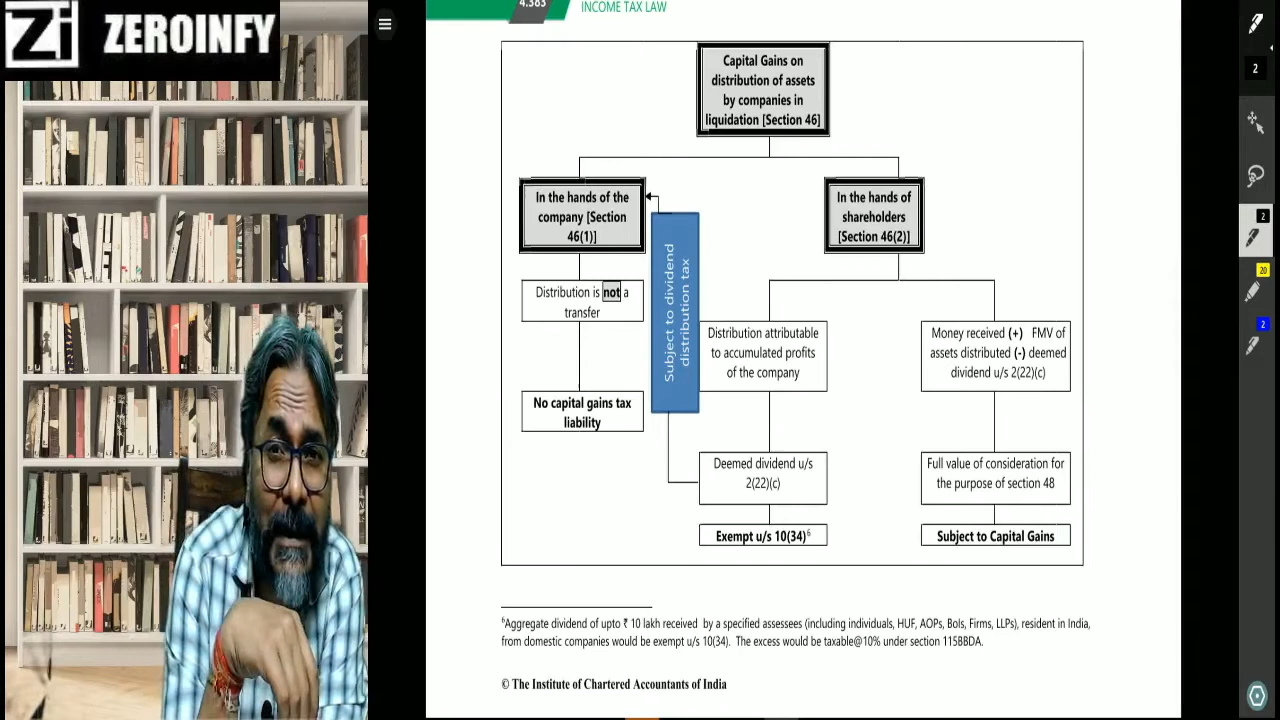 Zi ZEROINFY
4.383
INCOME TAX LAW
Capital Gains on
distribution of assets
by companies in
liquidation [Section 46]
In the hands of the
company [Section
46(1)]
In the hands of
shareholders
[Section 46(2)]
Subject to dividend
distribution tax
Distribution is not a
transfer
No capital gains tax
liability
Distribution attributable
to accumulated profits
of the company
Money received (+) FMV of
assets distributed (-) deemed
dividend u/s 2(22)(c)
Deemed dividend u/s
2(22)(c)
Full value of consideration for
the purpose of section 48
Exempt u/s 10(34)6
Subject to Capital Gains
6Aggregate dividend of upto ₹ 10 lakh received by a specified assessees (including individuals, HUF, AOPs, BoIs, Firms, LLPs), resident in India,
from domestic companies would be exempt u/s 10(34). The excess would be taxable@10% under section 115BBDA.
© The Institute of Chartered Accountants of India
2
2
20
2